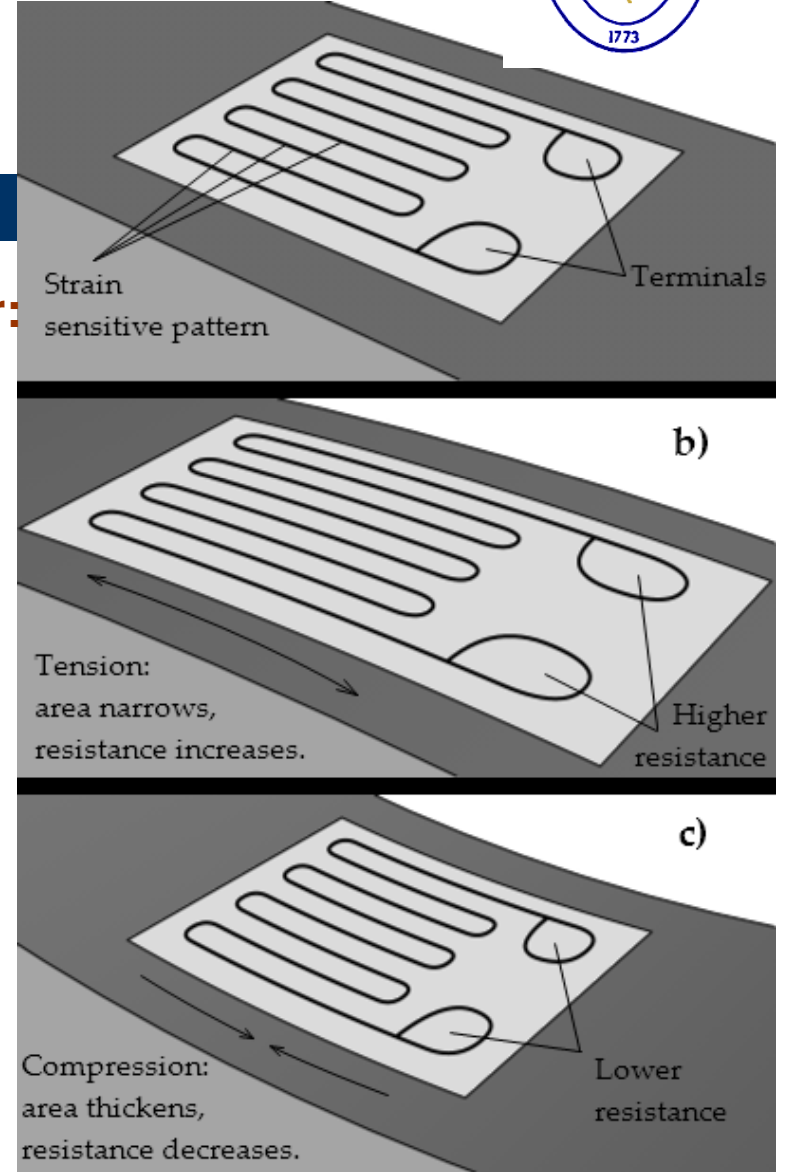 1773
Strain
sensitive pattern
Terminals
r:
b)
Tension:
area narrows,
resistance increases.
Higher
resistance
c)
Compression:
area thickens,
resistance decreases.
Lower
resistance